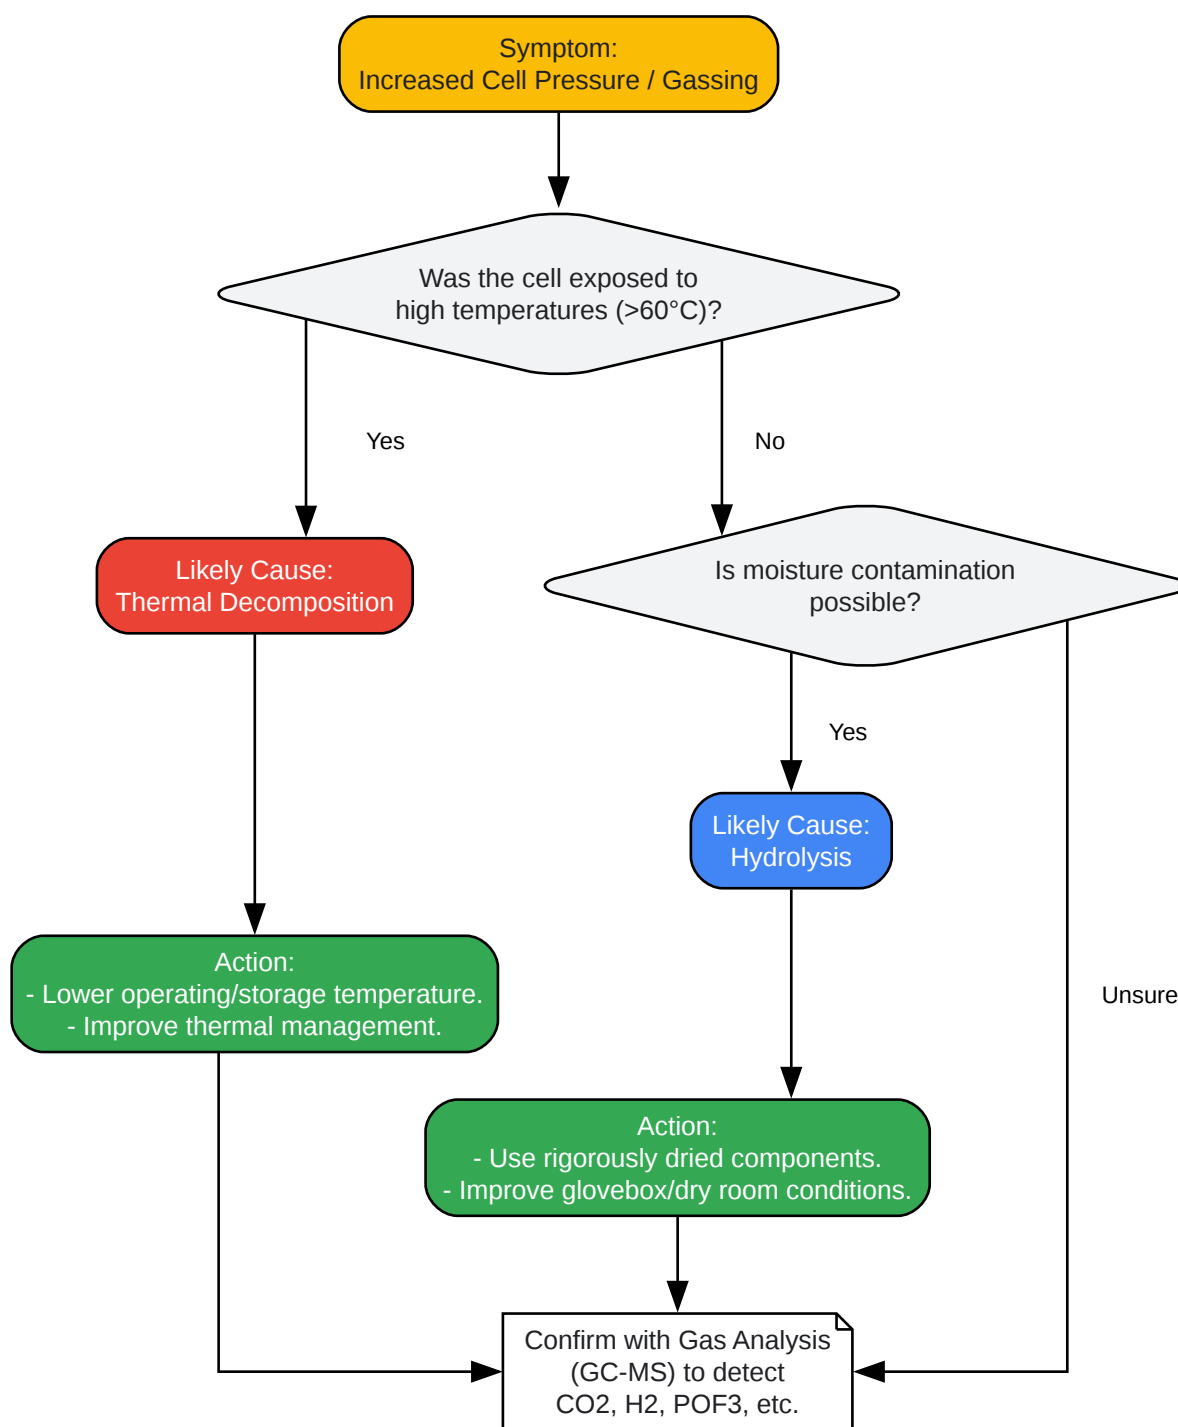 Symptom:
Increased Cell Pressure / Gassing
Was the cell exposed to
high temperatures (>60°C)?
Yes
No
Likely Cause:
Thermal Decomposition
Is moisture contamination
possible?
Yes
Likely Cause:
Hydrolysis
Action:
- Lower operating/storage temperature.
- Improve thermal management.
Unsure
Action:
- Use rigorously dried components.
- Improve glovebox/dry room conditions.
Confirm with Gas Analysis
(GC-MS) to detect
CO2, H2, POF3, etc.